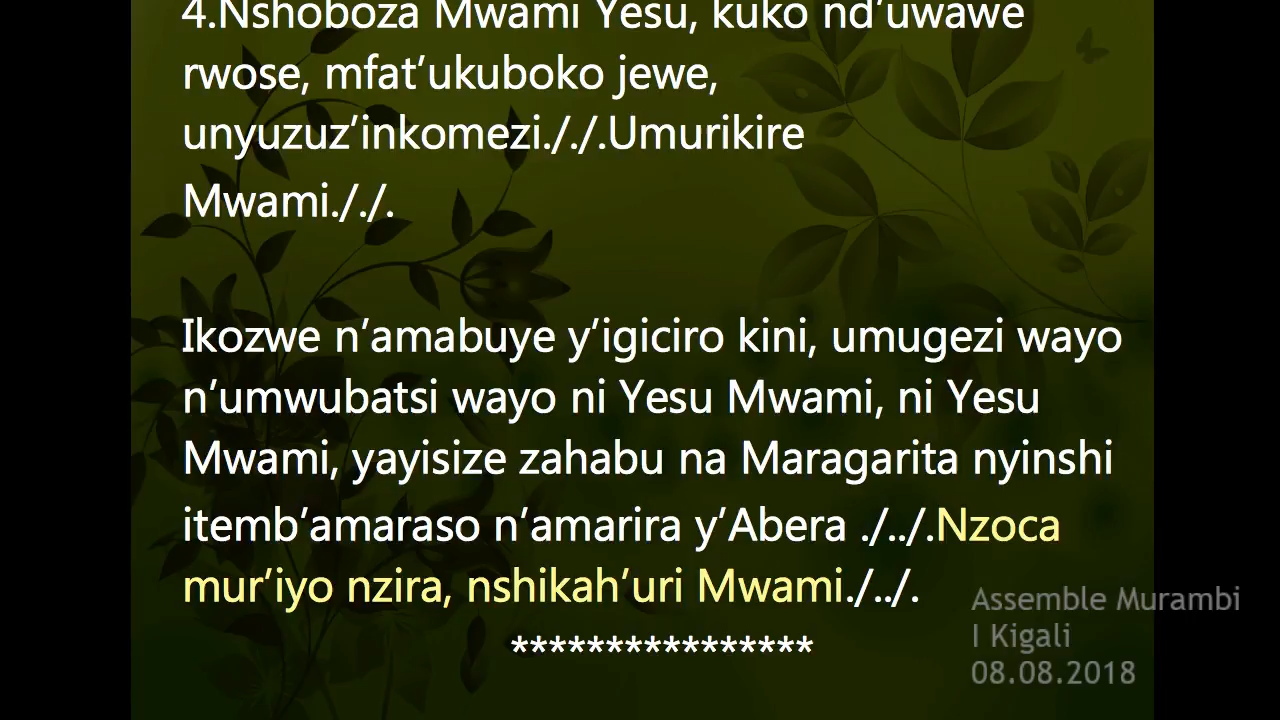 4.Nshoboza Mwami Yesu, kuko nd’uwawe
rwose, mfat’ukuboko jewe,
unyuzuz’inkomezi././.Umurikire
Mwami././.
Ikozwe n’amabuye y’igiciro kini, umugezi wayo
n’umwubatsi wayo ni Yesu Mwami, ni Yesu
Mwami, yayisize zahabu na Maragarita nyinshi
itemb’amaraso n’amarira y’Abera ./../.Nzoca
mur’iyo nzira, nshikah’uri Mwami./../.
****************
Assemble Murambi
I Kigali
08.08.2018